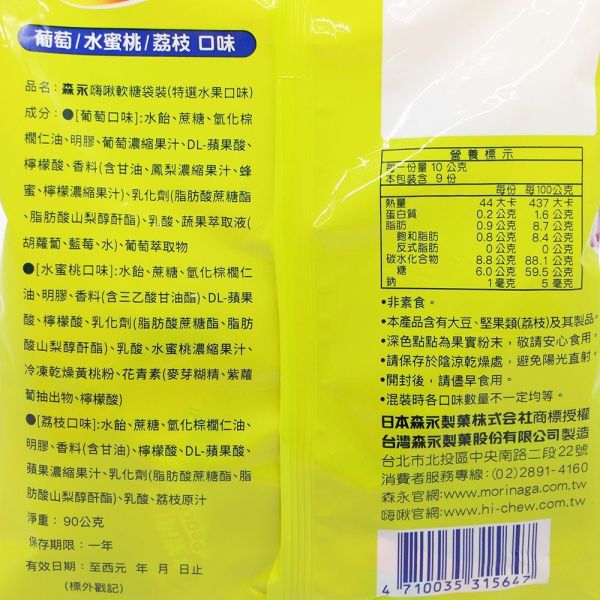 葡萄/水蜜桃/荔枝 口味
品名：森永嗨啾軟糖袋裝(特選水果口味)
成分：●[葡萄口味]:水飴、蔗糖、氫化棕
櫚仁油、明膠、葡萄濃縮果汁、DL-蘋果酸、
檸檬酸、香料(含甘油、鳳梨濃縮果汁、蜂
蜜、檸檬濃縮果汁)、乳化劑(脂肪酸蔗糖酯
、脂肪酸山梨醇酐酯)、乳酸、蔬果萃取液(
胡蘿蔔、藍莓、水)、葡萄萃取物
●[水蜜桃口味]:水飴、蔗糖、氫化棕櫚仁
油、明膠、香料(含三乙酸甘油酯)、DL-蘋果
酸、檸檬酸、乳化劑(脂肪酸蔗糖酯、脂肪
酸山梨醇酐酯)、乳酸、水蜜桃濃縮果汁、
冷凍乾燥黃桃粉、花青素(麥芽糊精、紫蘿
蔔抽出物、檸檬酸)
●[荔枝口味]:水飴、蔗糖、氫化棕櫚仁油、
明膠、香料(含甘油)、檸檬酸、DL-蘋果酸、
蘋果濃縮果汁、乳化劑(脂肪酸蔗糖酯、脂
肪酸山梨醇酐酯)、乳酸、荔枝原汁
淨重：90公克
保存期限：一年
有效日期：至西元 年 月 日止
(標外戳記)
營養標示
每一份量 10 公克
本包裝含 9 份
每份 每100公克
熱量 44 大卡 437 大卡
蛋白質 0.2 公克 1.6 公克
脂肪 0.9 公克 8.7 公克
飽和脂肪 0.8 公克 8.4 公克
反式脂肪 0 公克 0 公克
碳水化合物 8.8 公克 88.1 公克
糖 6.0 公克 59.5 公克
鈉 1 毫克 5 毫克
•非素食。
•本產品含有大豆、堅果類(荔枝)及其製品。
•深色點點為果實粉末，敬請安心食用。
•請保存於陰涼乾燥處，避免陽光直射。
•開封後，請儘早食用。
•混裝時各口味數量不一定均等。
日本森永製菓株式会社商標授權
台灣森永製菓股份有限公司製造
台北市北投區中央南路二段22號
消費者服務專線：(02)2891-4160
森永官網:www.morinaga.com.tw
嗨啾官網:www.hi-chew.com.tw
4 710035 315647